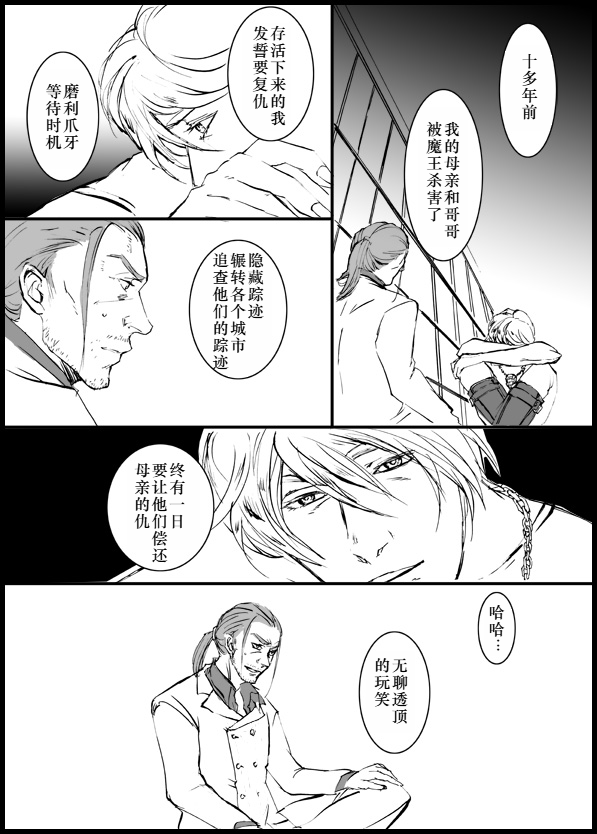 十多年前
我的母亲和哥哥
被魔王杀害了
存活下来的我
发誓要复仇
磨利爪牙
等待时机
隐藏踪迹
辗转各个城市
追查他们的踪迹
终有一日
要让他们偿还
母亲的仇
哈哈…
无聊透顶
的玩笑